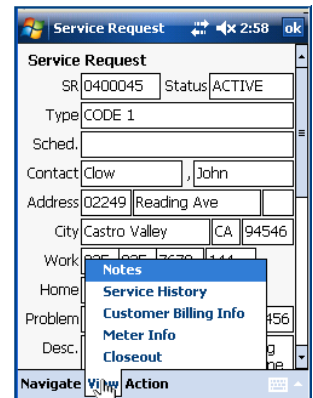 Service Request 2:58 ok
Service Request
SR 0400045 Status ACTIVE
Type CODE 1
Sched.
Contact Clow , John
Address 02249 Reading Ave
City Castro Valley CA 94546
Work
Notes
Home Service History
Customer Billing Info
Problem 456
Meter Info
Desc.
Closeout
Navigate View Action